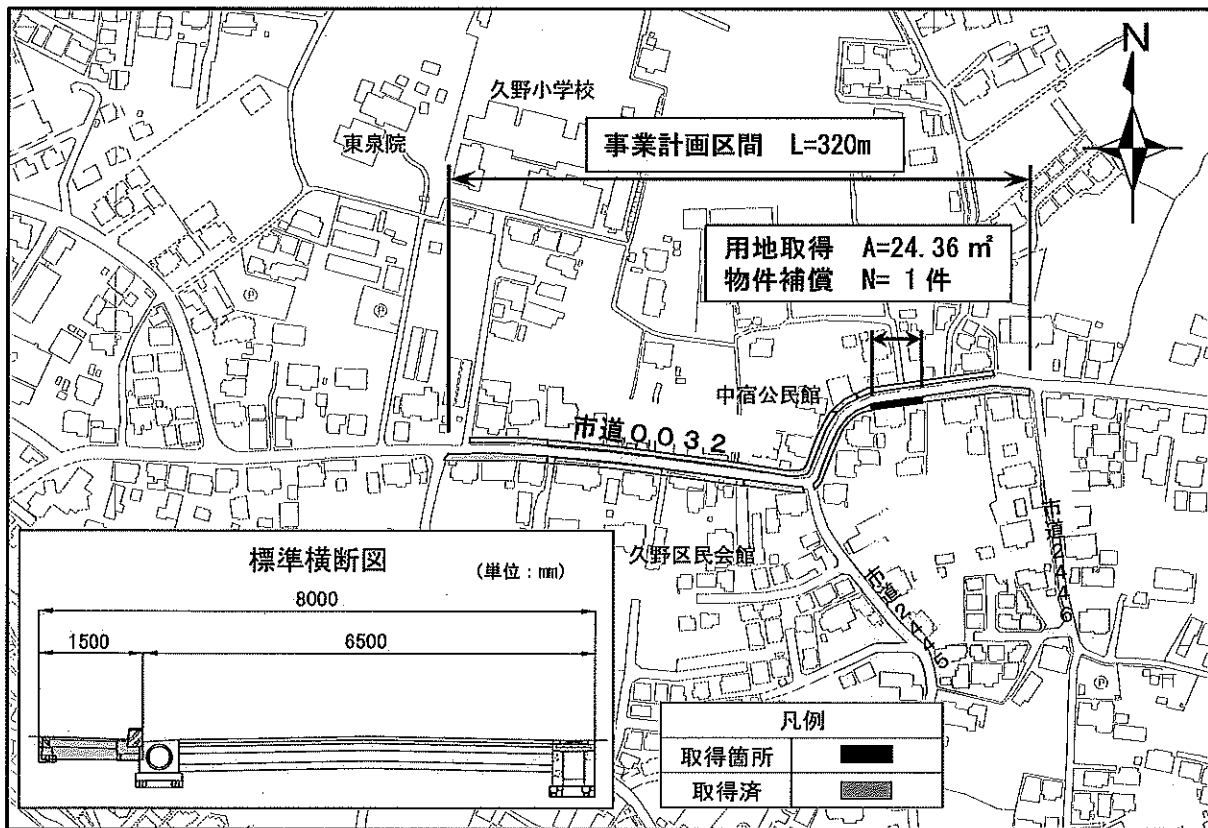 N
久野小学校
東泉院
事業計画区間 L=320m
用地取得 A=24.36 ㎡
物件補償 N= 1 件
P
P
中宿公民館
市道0032
久野区民会館
市道2446
市道2445
P
標準横断図
(単位：mm)
8000
1500
6500
凡例
取得箇所
取得済